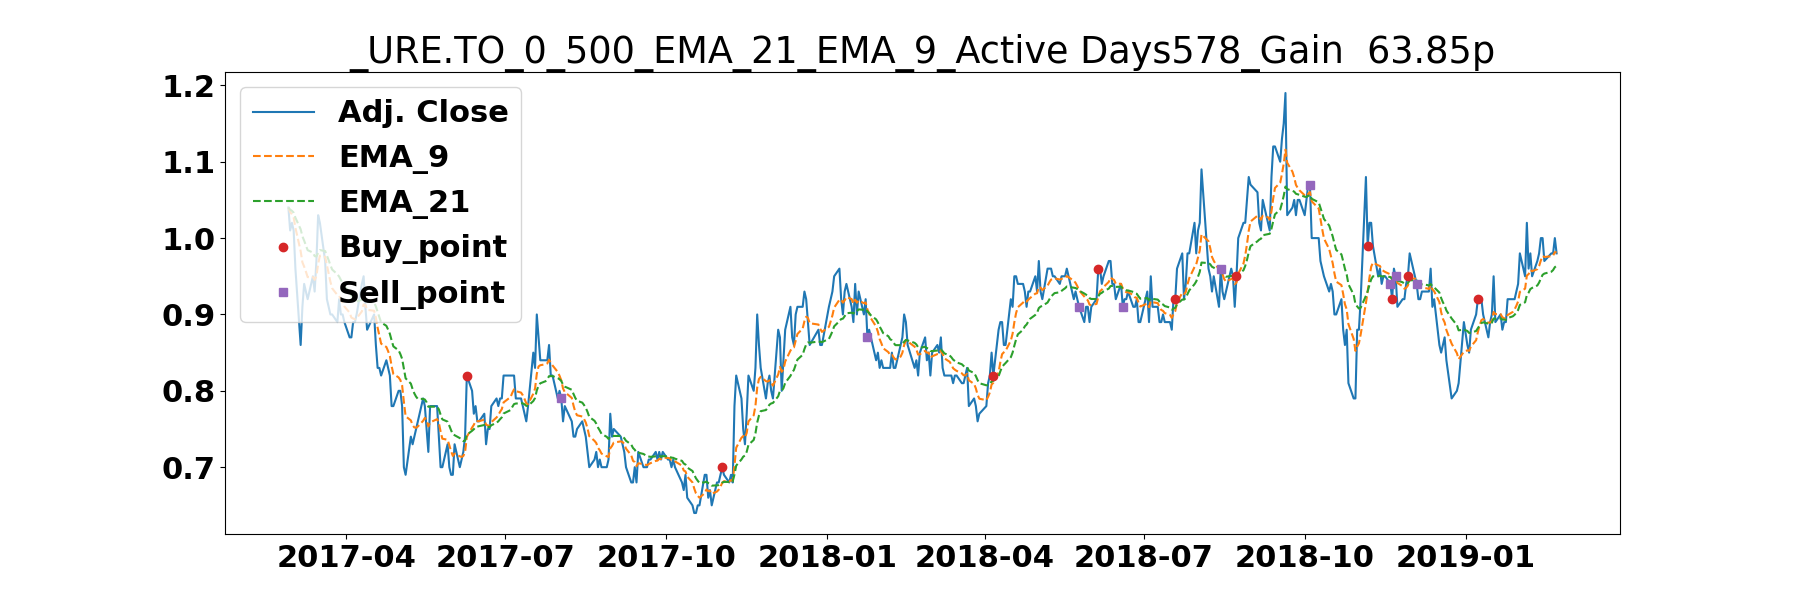 _URE.TO_0_500_EMA_21_EMA_9_Active Days578_Gain  63.85p
1.2
1.1
1.0
0.9
0.8
0.7
Adj. Close
EMA_9
EMA_21
Buy_point
Sell_point
2017-04
2017-07
2017-10
2018-01
2018-04
2018-07
2018-10
2019-01